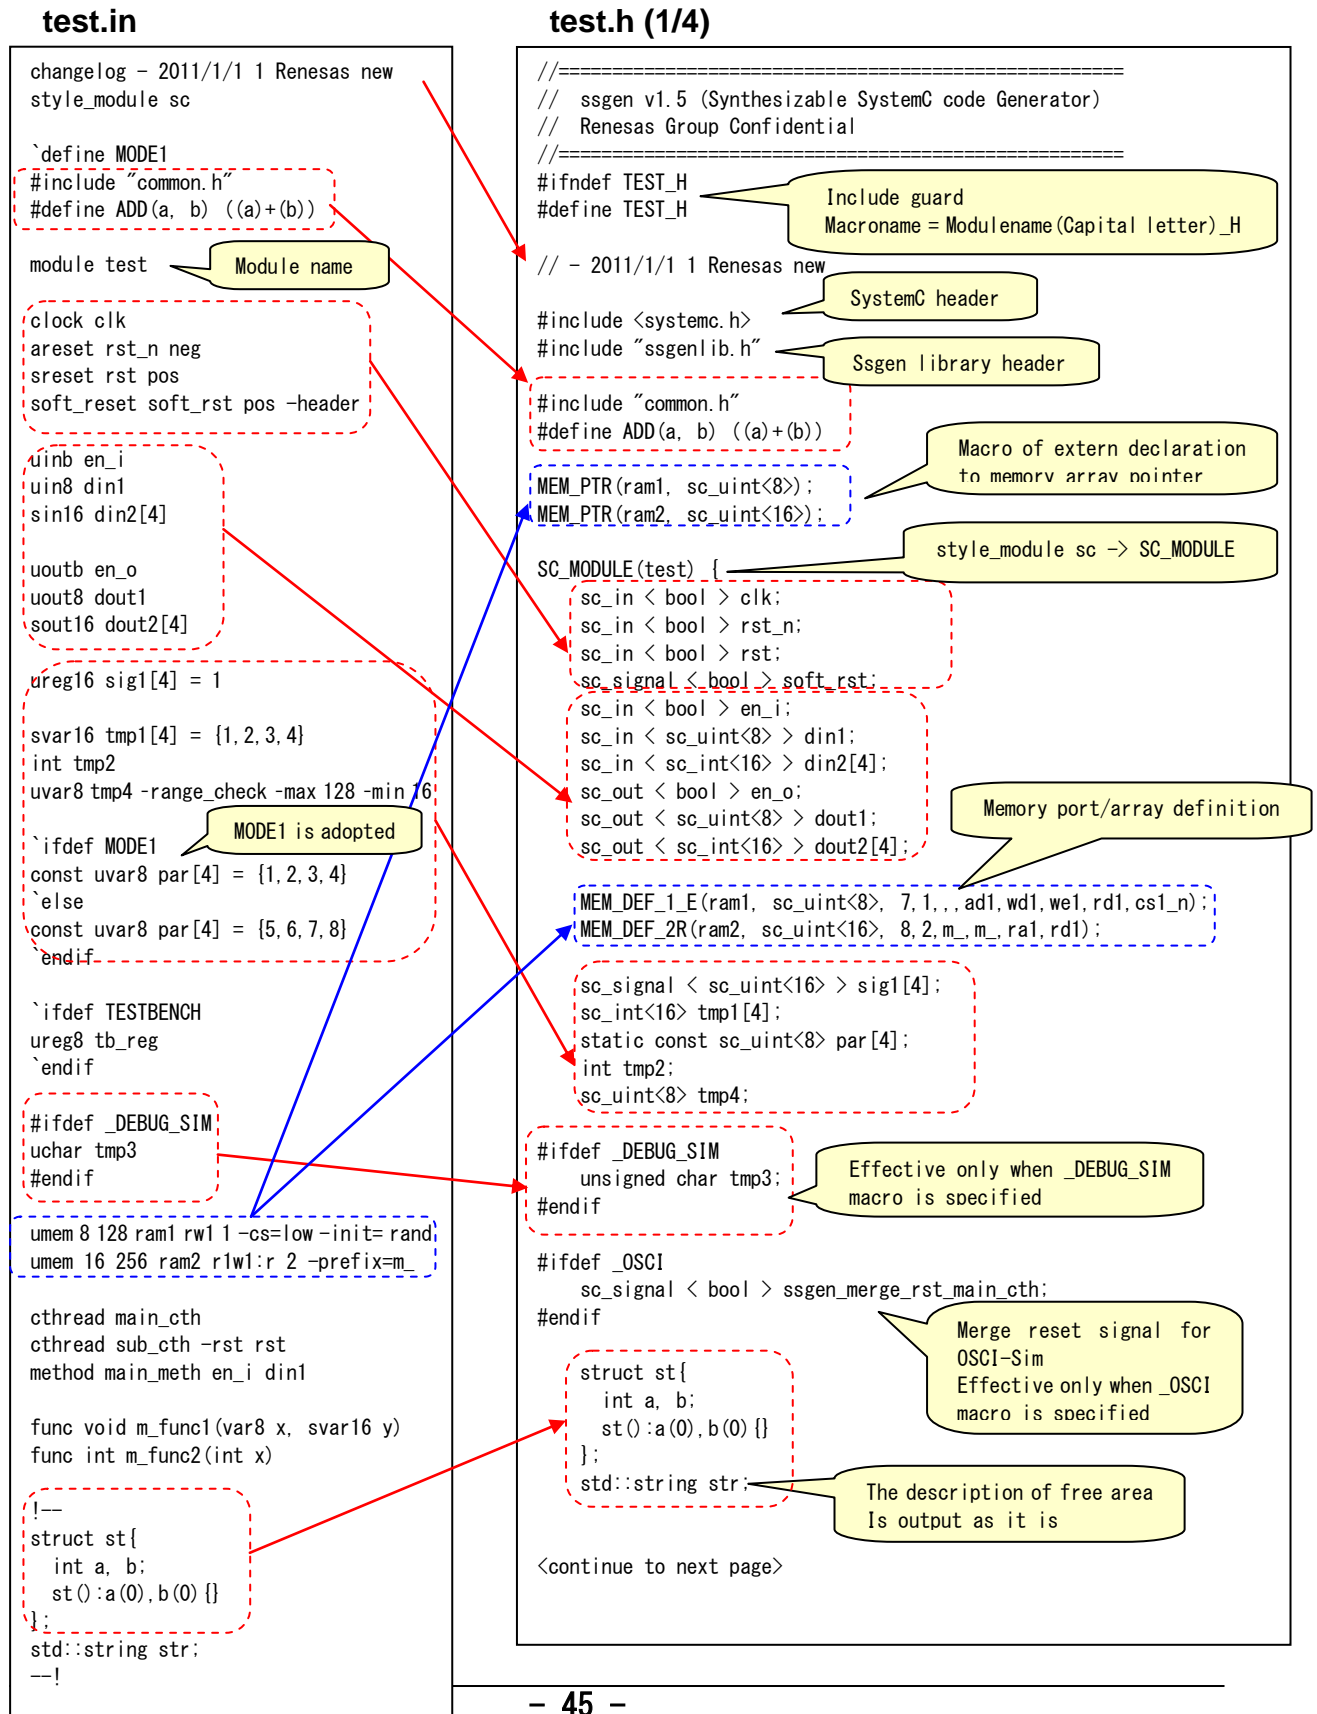 test.in
changelog - 2011/1/1 1 Renesas new
style_module sc
`define MODE1
#include "common.h"
#define ADD(a, b) ((a)+(b))
module test
Module name
clock clk
areset rst_n neg
sreset rst pos
soft_reset soft_rst pos -header
uinb en_i
uin8 din1
sin16 din2[4]
uoutb en_o
uout8 dout1
sout16 dout2[4]
ureg16 sig1[4] = 1
svar16 tmp1[4] = {1,2,3,4}
int tmp2
uvar8 tmp4 -range_check -max 128 -min 16
MODE1 is adopted
`ifdef MODE1
const uvar8 par[4] = {1,2,3,4}
`else
const uvar8 par[4] = {5,6,7,8}
`endif
`ifdef TESTBENCH
ureg8 tb_reg
`endif
#ifdef _DEBUG_SIM
uchar tmp3
#endif
umem 8 128 ram1 rw1 1 -cs=low -init= rand
umem 16 256 ram2 r1w1:r 2 -prefix=m_
cthread main_cth
cthread sub_cth -rst rst
method main_meth en_i din1
func void m_func1(var8 x, svar16 y)
func int m_func2(int x)
!--
struct st{
int a, b;
st():a(0),b(0){}
};
std::string str;
--!
test.h (1/4)
//=====================================================
// ssgen v1.5 (Synthesizable SystemC code Generator)
// Renesas Group Confidential
//=====================================================
#ifndef TEST_H
#define TEST_H
Include guard
Macroname = Modulename(Capital letter)_H
// - 2011/1/1 1 Renesas new
SystemC header
#include <systemc.h>
#include "ssgenlib.h"
Ssgen library header
#include "common.h"
#define ADD(a, b) ((a)+(b))
Macro of extern declaration
to memory array pointer
MEM_PTR(ram1, sc_uint<8>);
MEM_PTR(ram2, sc_uint<16>);
style_module sc -> SC_MODULE
SC_MODULE(test) {
sc_in < bool > clk;
sc_in < bool > rst_n;
sc_in < bool > rst;
sc_signal < bool > soft_rst;
sc_in < bool > en_i;
sc_in < sc_uint<8> > din1;
sc_in < sc_int<16> > din2[4];
sc_out < bool > en_o;
sc_out < sc_uint<8> > dout1;
sc_out < sc_int<16> > dout2[4];
Memory port/array definition
MEM_DEF_1_E(ram1, sc_uint<8>, 7,1,,,ad1,wd1,we1,rd1,cs1_n);
MEM_DEF_2R(ram2, sc_uint<16>, 8,2,m_,m_,ra1,rd1);
sc_signal < sc_uint<16> > sig1[4];
sc_int<16> tmp1[4];
static const sc_uint<8> par[4];
int tmp2;
sc_uint<8> tmp4;
#ifdef _DEBUG_SIM
unsigned char tmp3;
#endif
Effective only when _DEBUG_SIM
macro is specified
#ifdef _OSCI
sc_signal < bool > ssgen_merge_rst_main_cth;
#endif
Merge reset signal for
OSCI-Sim
Effective only when _OSCI
macro is specified
struct st{
int a, b;
st():a(0),b(0){}
};
std::string str;
The description of free area
Is output as it is
<continue to next page>
- 45 -